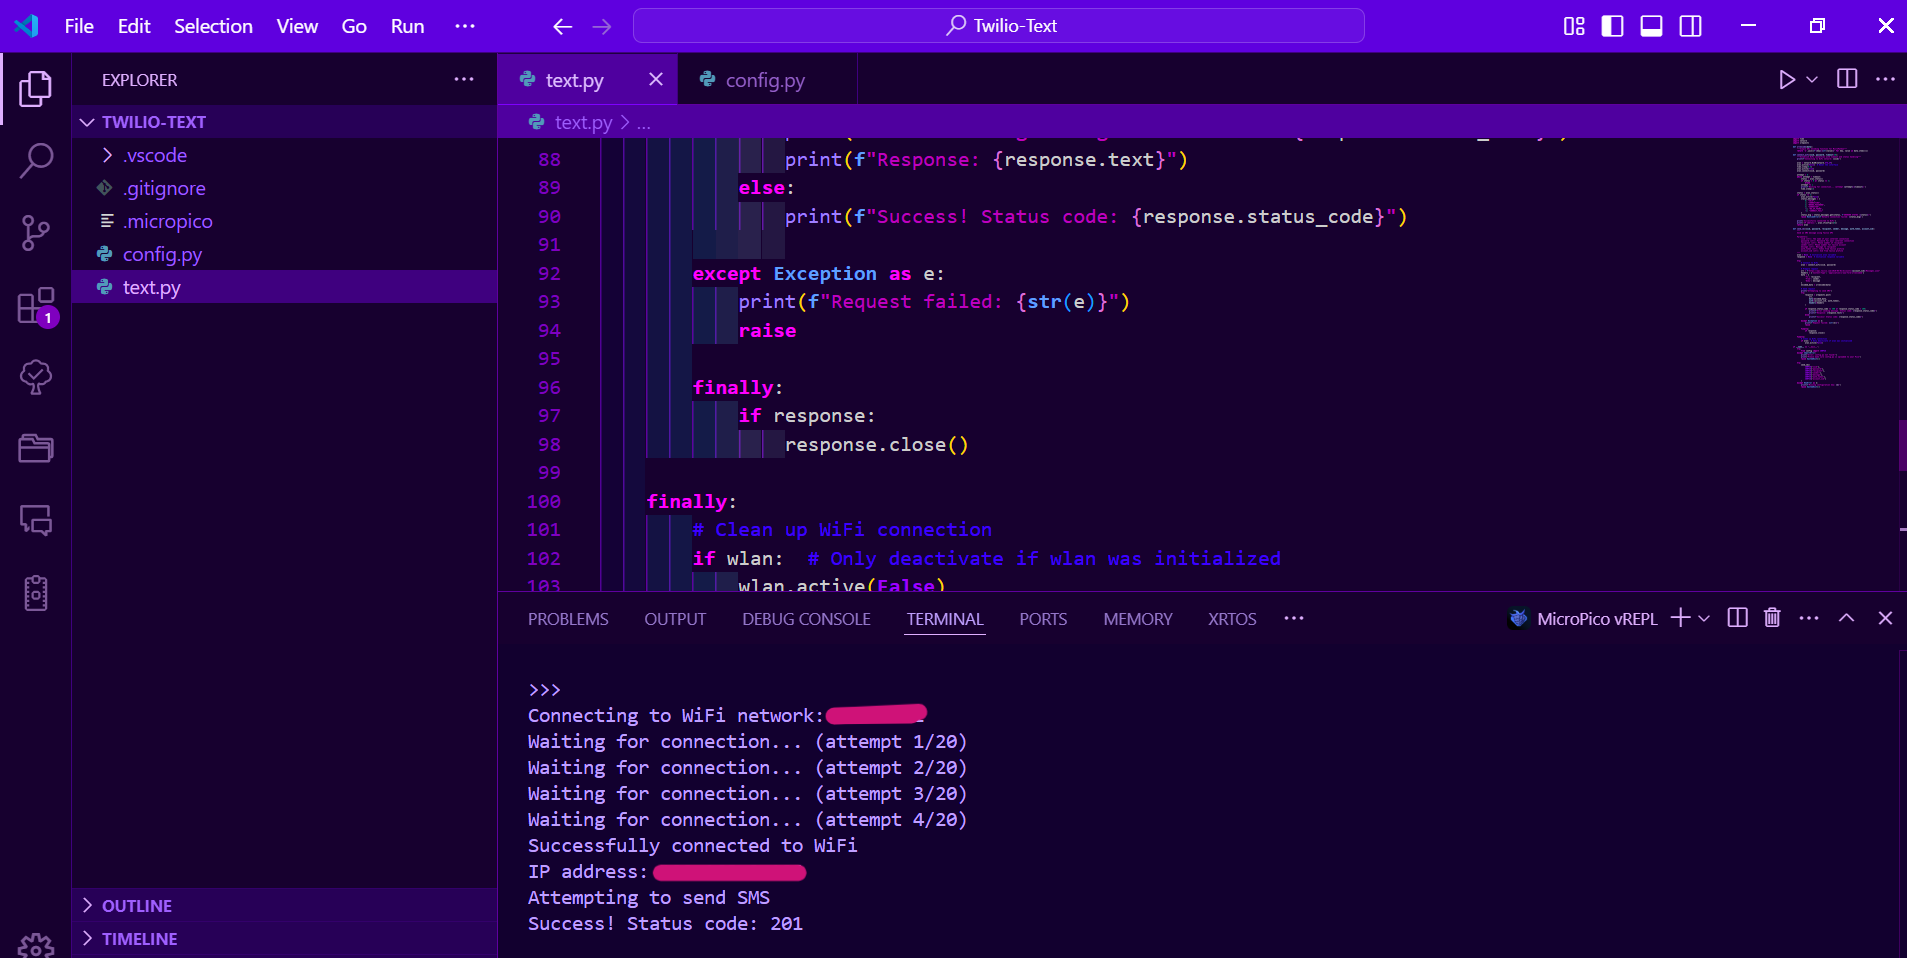 File Edit Selection View Go Run ... Twilio-Text
EXPLORER ...
TWILIO-TEXT
.vscode
.gitignore
.micropico
config.py
text.py
1
OUTLINE
TIMELINE
text.py config.py
text.py > ...
88 print(f"Response: {response.text}")
89 else:
90 print(f"Success! Status code: {response.status_code}")
91
92 except Exception as e:
93 print(f"Request failed: {str(e)}")
94 raise
95
96 finally:
97 if response:
98 response.close()
99
100 finally:
101 # Clean up WiFi connection
102 if wlan:  # Only deactivate if wlan was initialized
103 wlan.active(False)
PROBLEMS OUTPUT DEBUG CONSOLE TERMINAL PORTS MEMORY XRTOS ... MicroPico vREPL
>>>
Connecting to WiFi network:
Waiting for connection... (attempt 1/20)
Waiting for connection... (attempt 2/20)
Waiting for connection... (attempt 3/20)
Waiting for connection... (attempt 4/20)
Successfully connected to WiFi
IP address:
Attempting to send SMS
Success! Status code: 201